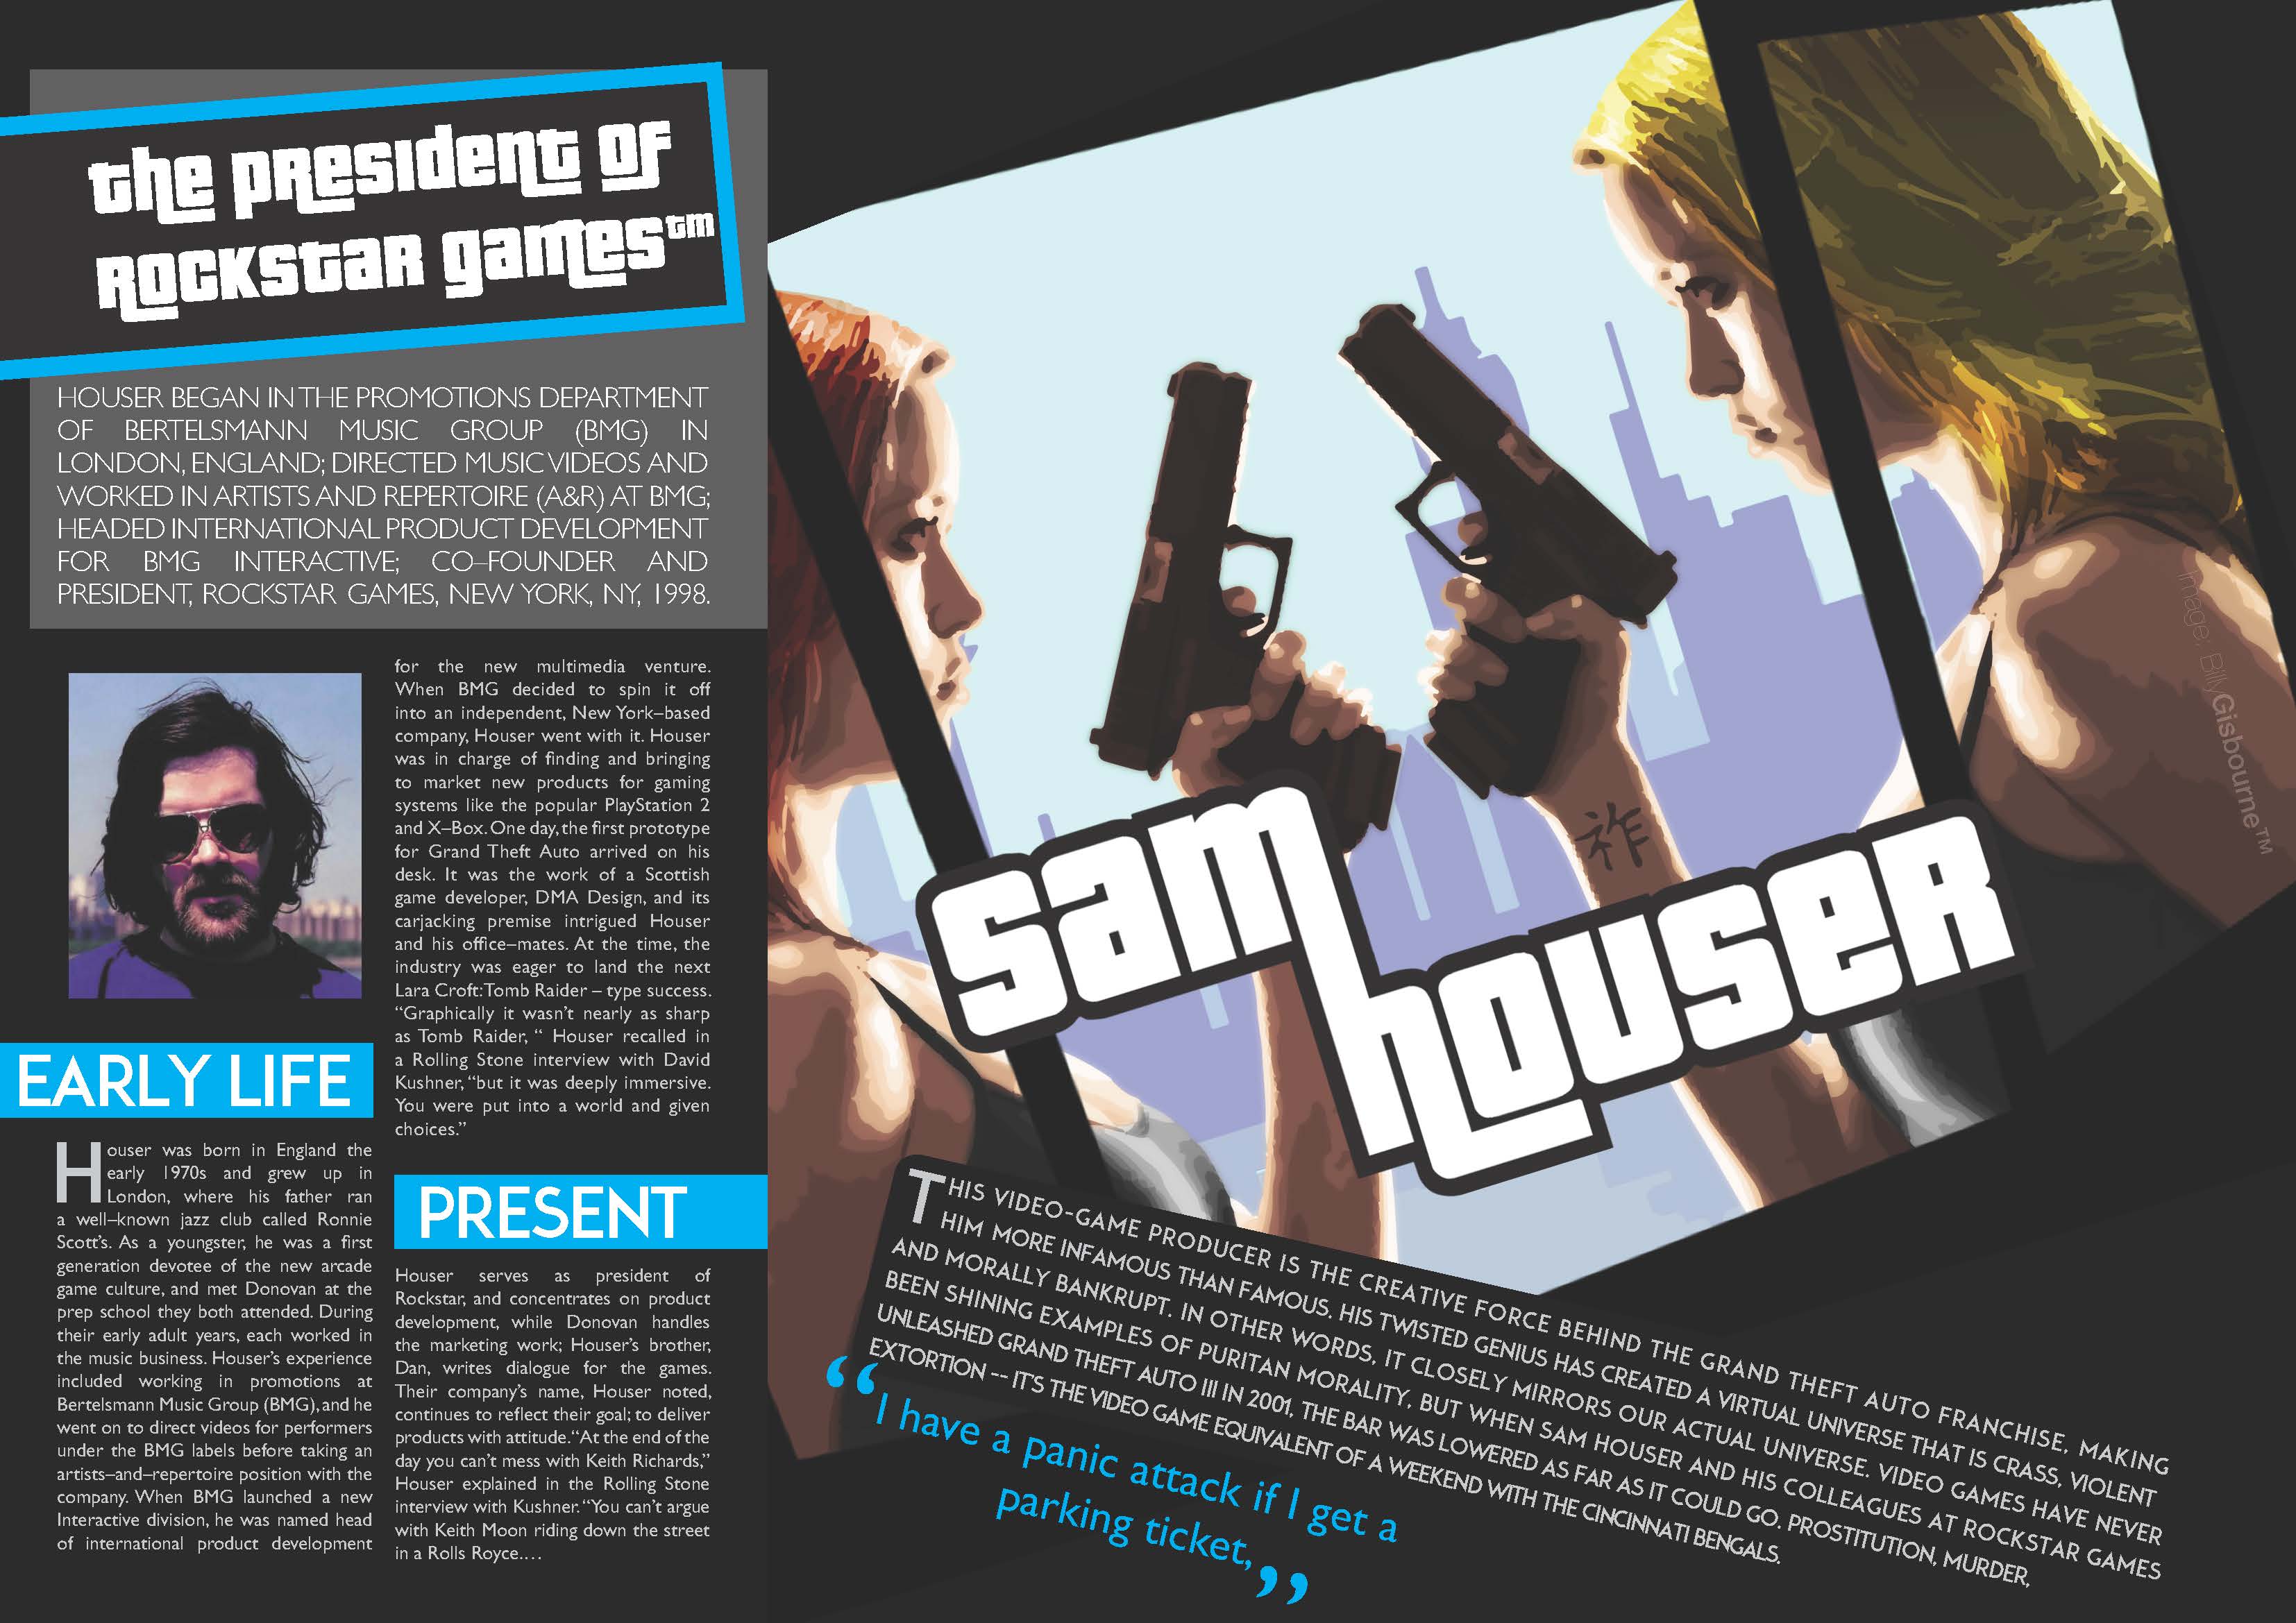 the president of
Rockstar games™
HOUSER BEGAN IN THE PROMOTIONS DEPARTMENT
OF BERTELSMANN MUSIC GROUP (BMG) IN
LONDON, ENGLAND; DIRECTED MUSIC VIDEOS AND
WORKED IN ARTISTS AND REPERTOIRE (A&R) AT BMG;
HEADED INTERNATIONAL PRODUCT DEVELOPMENT
FOR BMG INTERACTIVE; CO–FOUNDER AND
PRESIDENT, ROCKSTAR GAMES, NEW YORK, NY, 1998.
EARLY LIFE
Houser was born in England the
early 1970s and grew up in
London, where his father ran
a well–known jazz club called Ronnie
Scott's. As a youngster, he was a first
generation devotee of the new arcade
game culture, and met Donovan at the
prep school they both attended. During
their early adult years, each worked in
the music business. Houser's experience
included working in promotions at
Bertelsmann Music Group (BMG), and he
went on to direct videos for performers
under the BMG labels before taking an
artists–and–repertoire position with the
company. When BMG launched a new
Interactive division, he was named head
of international product development
for the new multimedia venture.
When BMG decided to spin it off
into an independent, New York–based
company, Houser went with it. Houser
was in charge of finding and bringing
to market new products for gaming
systems like the popular PlayStation 2
and X–Box. One day, the first prototype
for Grand Theft Auto arrived on his
desk. It was the work of a Scottish
game developer, DMA Design, and its
carjacking premise intrigued Houser
and his office–mates. At the time, the
industry was eager to land the next
Lara Croft: Tomb Raider – type success.
“Graphically it wasn't nearly as sharp
as Tomb Raider, “ Houser recalled in
a Rolling Stone interview with David
Kushner, “but it was deeply immersive.
You were put into a world and given
choices.”
PRESENT
Houser serves as president of
Rockstar, and concentrates on product
development, while Donovan handles
the marketing work; Houser's brother,
Dan, writes dialogue for the games.
Their company's name, Houser noted,
continues to reflect their goal; to deliver
products with attitude. “At the end of the
day you can't mess with Keith Richards,”
Houser explained in the Rolling Stone
interview with Kushner. “You can't argue
with Keith Moon riding down the street
in a Rolls Royce.…
祚
image: BillyGisbourne™
sam
houser
THIS VIDEO-GAME PRODUCER IS THE CREATIVE FORCE BEHIND THE GRAND THEFT AUTO FRANCHISE, MAKING
HIM MORE INFAMOUS THAN FAMOUS. HIS TWISTED GENIUS HAS CREATED A VIRTUAL UNIVERSE THAT IS CRASS, VIOLENT
AND MORALLY BANKRUPT. IN OTHER WORDS, IT CLOSELY MIRRORS OUR ACTUAL UNIVERSE. VIDEO GAMES HAVE NEVER
BEEN SHINING EXAMPLES OF PURITAN MORALITY, BUT WHEN SAM HOUSER AND HIS COLLEAGUES AT ROCKSTAR GAMES
UNLEASHED GRAND THEFT AUTO III IN 2001, THE BAR WAS LOWERED AS FAR AS IT COULD GO. PROSTITUTION, MURDER,
EXTORTION -- IT'S THE VIDEO GAME EQUIVALENT OF A WEEKEND WITH THE CINCINNATI BENGALS.
“I have a panic attack if I get a
parking ticket,”